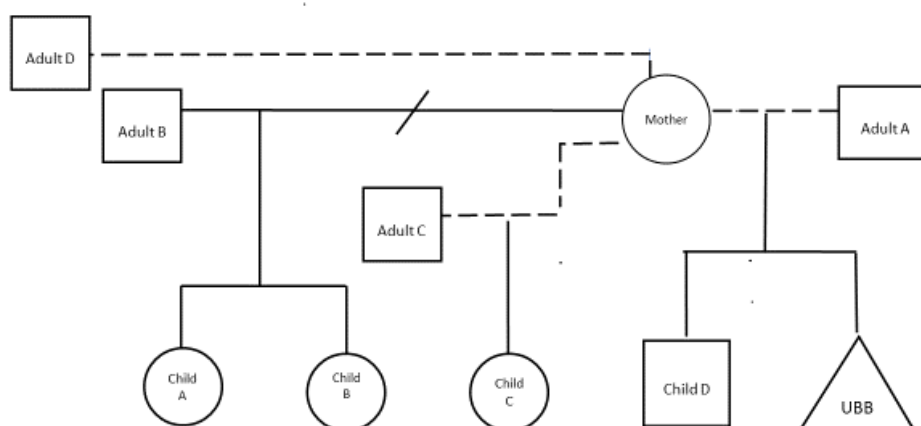 Adult D
Adult B
Mother
Adult A
Adult C
Child
A
Child
B
Child
C
Child D
UBB